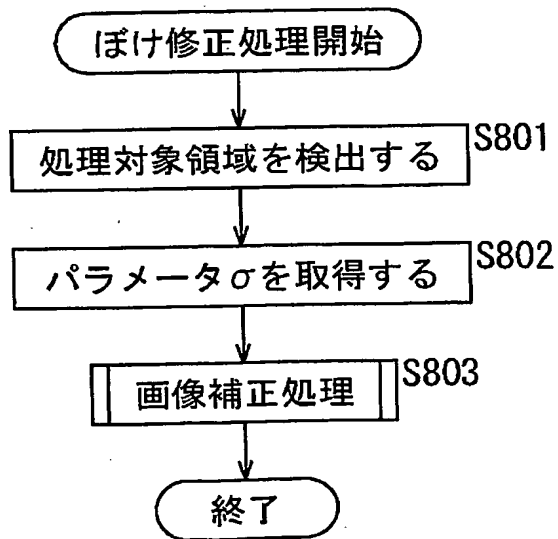 ぼけ修正処理開始
処理対象領域を検出する S801
パラメータσを取得する S802
画像補正処理 S803
終了